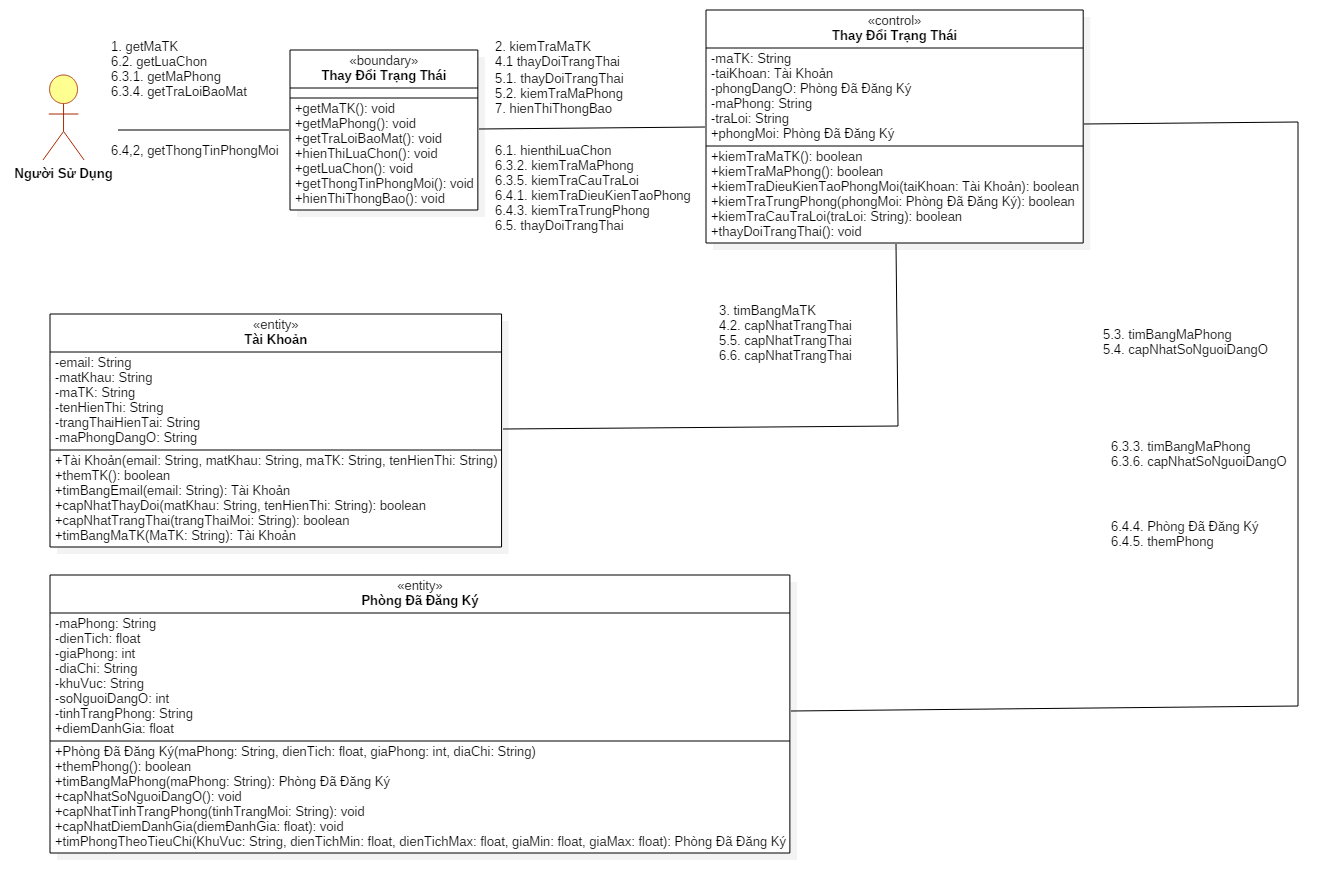 1. getMaTK
6.2. getLuaChon
6.3.1. getMaPhong
6.3.4. getTraLoiBaoMat
6.4,2, getThongTinPhongMoi
Người Sử Dụng
«boundary»
Thay Đổi Trạng Thái
+getMaTK(): void
+getMaPhong(): void
+getTraLoiBaoMat(): void
+hienThiLuaChon(): void
+getLuaChon(): void
+getThongTinPhongMoi(): void
+hienThiThongBao(): void
2. kiemTraMaTK
4.1 thayDoiTrangThai
5.1. thayDoiTrangThai
5.2. kiemTraMaPhong
7. hienThiThongBao
6.1. hienthiLuaChon
6.3.2. kiemTraMaPhong
6.3.5. kiemTraCauTraLoi
6.4.1. kiemTraDieuKienTaoPhong
6.4.3. kiemTraTrungPhong
6.5. thayDoiTrangThai
«control»
Thay Đổi Trạng Thái
-maTK: String
-taiKhoan: Tài Khoản
-phongDangO: Phòng Đã Đăng Ký
-maPhong: String
-traLoi: String
+phongMoi: Phòng Đã Đăng Ký
+kiemTraMaTK(): boolean
+kiemTraMaPhong(): boolean
+kiemTraDieuKienTaoPhongMoi(taiKhoan: Tài Khoản): boolean
+kiemTraTrungPhong(phongMoi: Phòng Đã Đăng Ký): boolean
+kiemTraCauTraLoi(traLoi: String): boolean
+thayDoiTrangThai(): void
3. timBangMaTK
4.2. capNhatTrangThai
5.5. capNhatTrangThai
6.6. capNhatTrangThai
5.3. timBangMaPhong
5.4. capNhatSoNguoiDangO
6.3.3. timBangMaPhong
6.3.6. capNhatSoNguoiDangO
6.4.4. Phòng Đã Đăng Ký
6.4.5. themPhong
«entity»
Tài Khoản
-email: String
-matKhau: String
-maTK: String
-tenHienThi: String
-trangThaiHienTai: String
-maPhongDangO: String
+Tài Khoản(email: String, matKhau: String, maTK: String, tenHienThi: String)
+themTK(): boolean
+timBangEmail(email: String): Tài Khoản
+capNhatThayDoi(matKhau: String, tenHienThi: String): boolean
+capNhatTrangThai(trangThaiMoi: String): boolean
+timBangMaTK(MaTK: String): Tài Khoản
«entity»
Phòng Đã Đăng Ký
-maPhong: String
-dienTich: float
-giaPhong: int
-diaChi: String
-khuVuc: String
-soNguoiDangO: int
-tinhTrangPhong: String
+diemDanhGia: float
+Phòng Đã Đăng Ký(maPhong: String, dienTich: float, giaPhong: int, diaChi: String)
+themPhong(): boolean
+timBangMaPhong(maPhong: String): Phòng Đã Đăng Ký
+capNhatSoNguoiDangO(): void
+capNhatTinhTrangPhong(tinhTrangMoi: String): void
+capNhatDiemDanhGia(diemĐanhGia: float): void
+timPhongTheoTieuChi(KhuVuc: String, dienTichMin: float, dienTichMax: float, giaMin: float, giaMax: float): Phòng Đã Đăng Ký